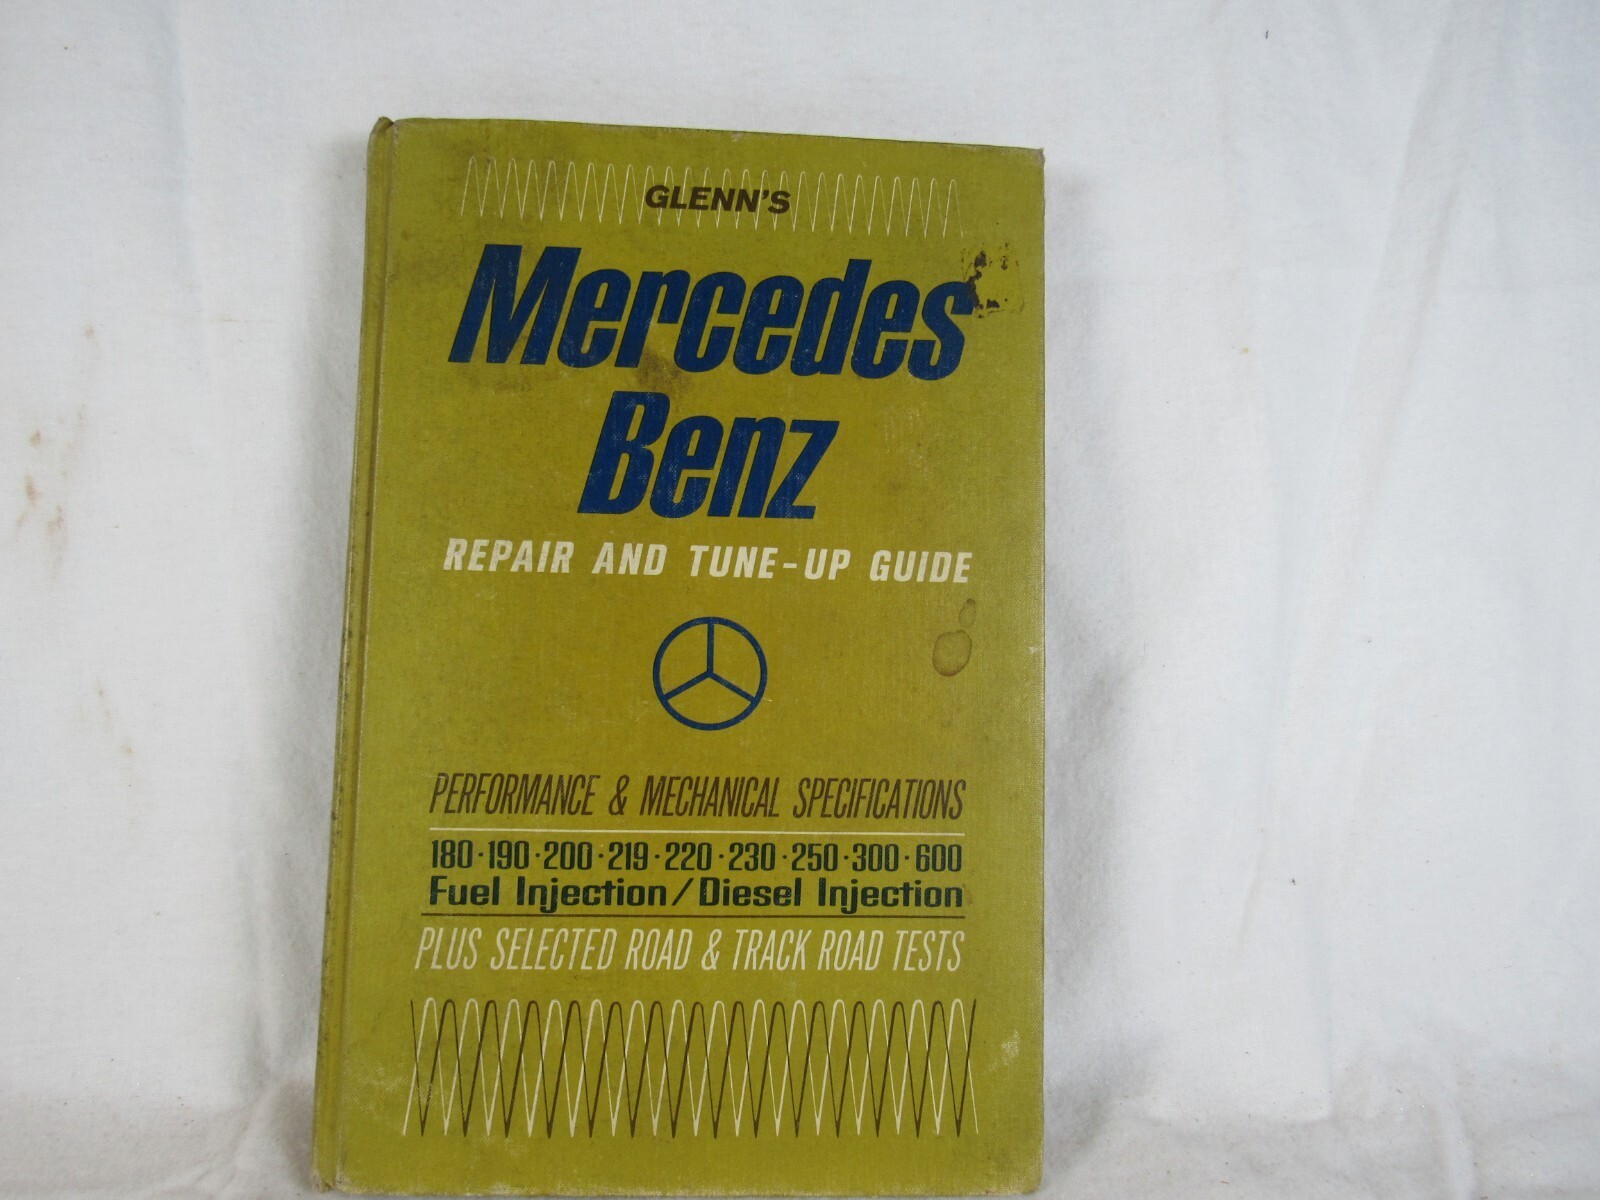 GLENN'S
Mercedes
Benz
REPAIR AND TUNE-UP GUIDE
PERFORMANCE & MECHANICAL SPECIFICATIONS
180·190·200·219·220·230·250·300·600
Fuel Injection/Diesel Injection
PLUS SELECTED ROAD & TRACK ROAD TESTS